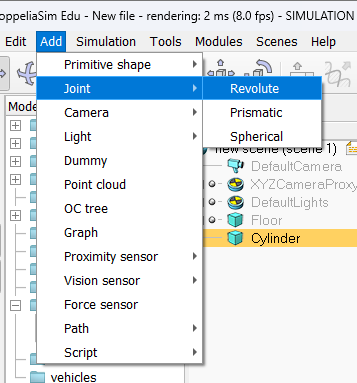 oppeliaSim Edu - New file - rendering: 2 ms (8.0 fps) - SIMULATION
Edit Add Simulation Tools Modules Scenes Help
Primitive shape
Joint
Camera
Light
Dummy
Point cloud
OC tree
Graph
Proximity sensor
Vision sensor
Force sensor
Path
Script
Revolute
Prismatic
Spherical
Mode
new scene (scene 1)
DefaultCamera
XYZCameraProxy
DefaultLights
Floor
Cylinder
vehicles